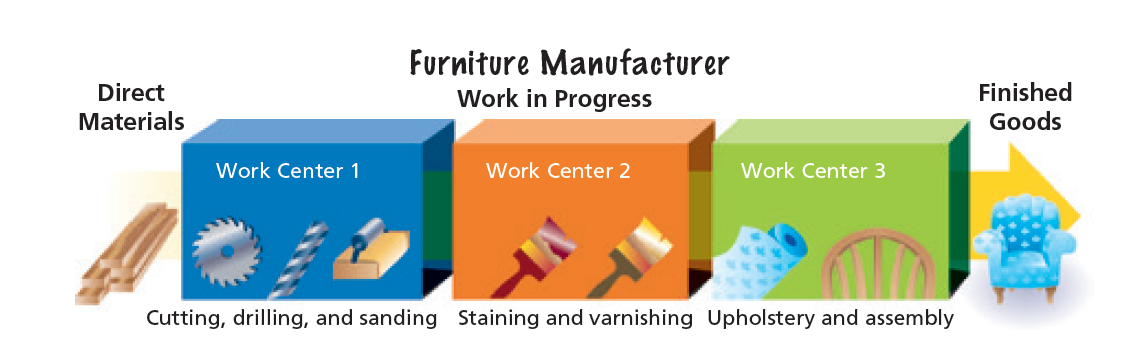 Furniture Manufacturer
Work in Progress
Direct
Materials
Finished
Goods
Work Center 1
Work Center 2
Work Center 3
Cutting, drilling, and sanding
Staining and varnishing
Upholstery and assembly